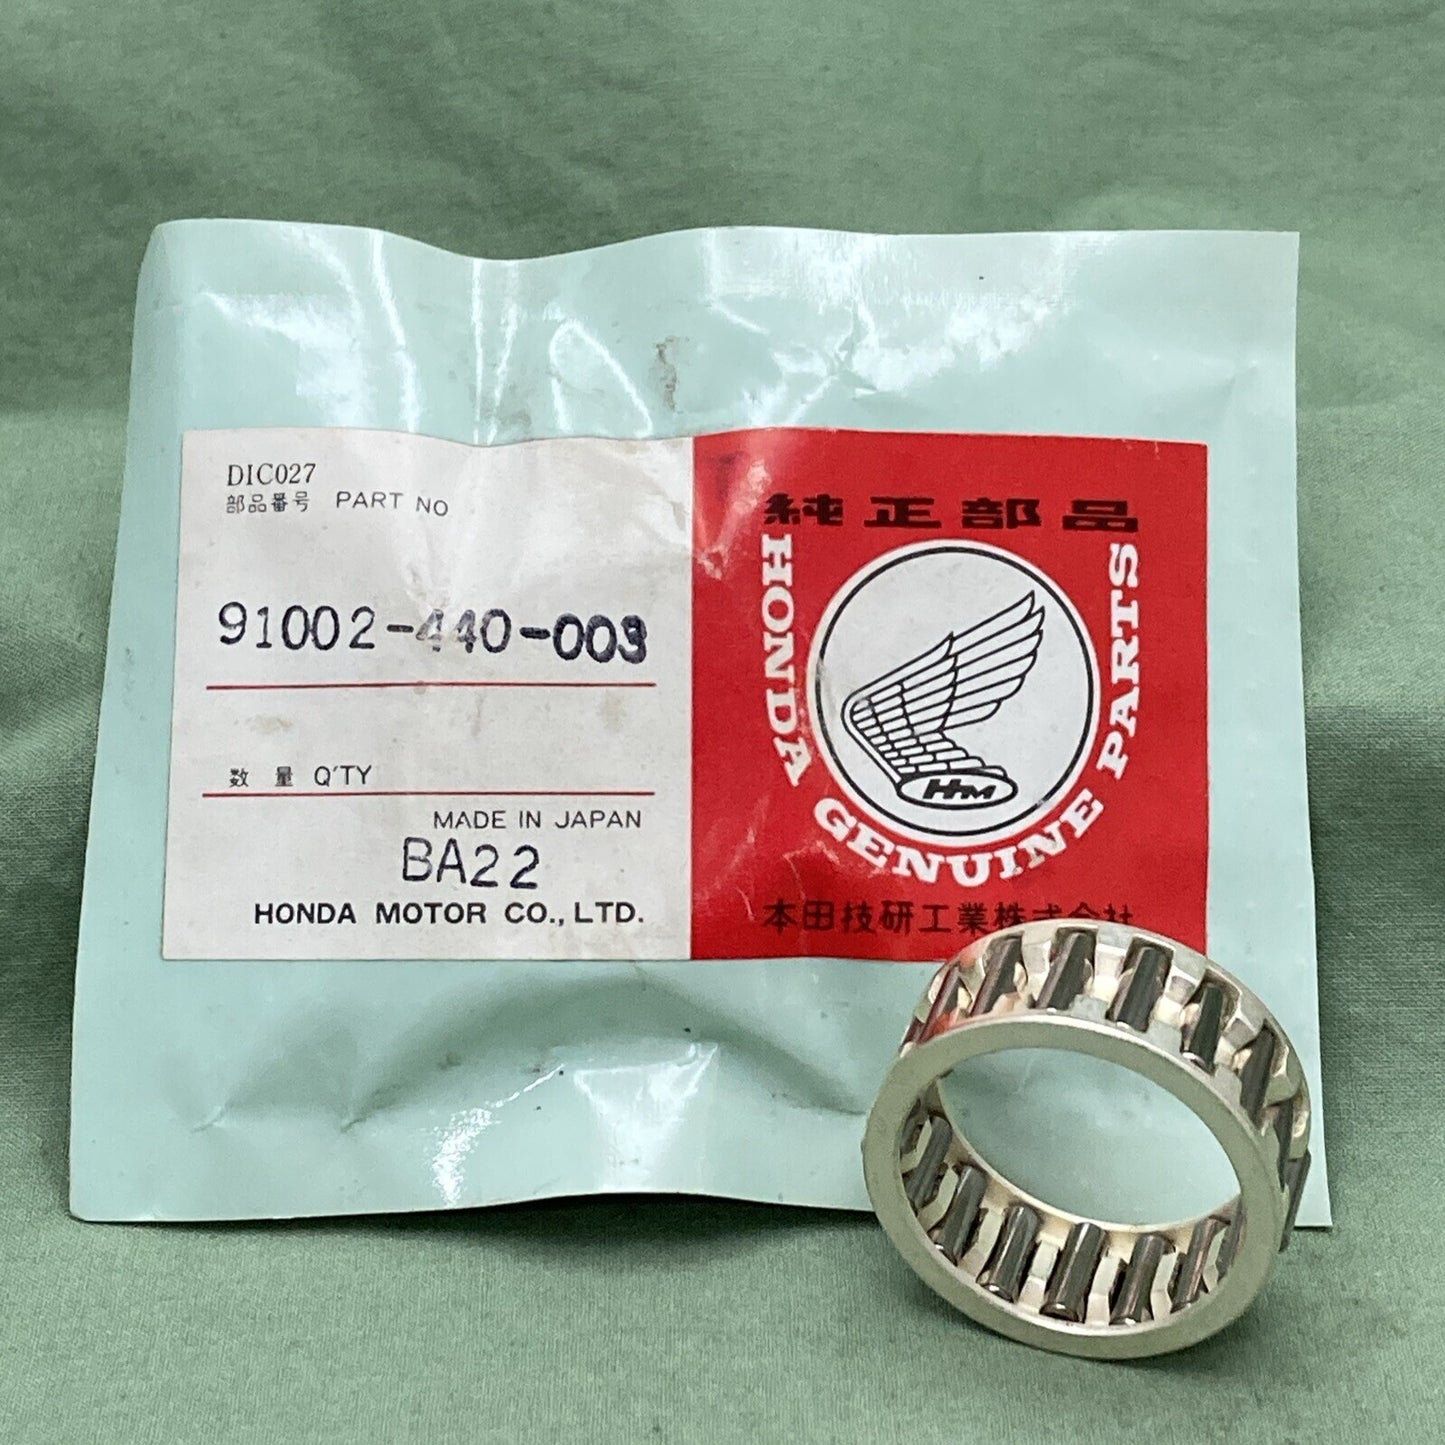 DIC027
部品番号 PART NO
91002-440-003
数量 Q'TY
MADE IN JAPAN
BA22
HONDA MOTOR CO., LTD.
純正部品
HONDA GENUINE PARTS
HM
本田技研工業株式会社